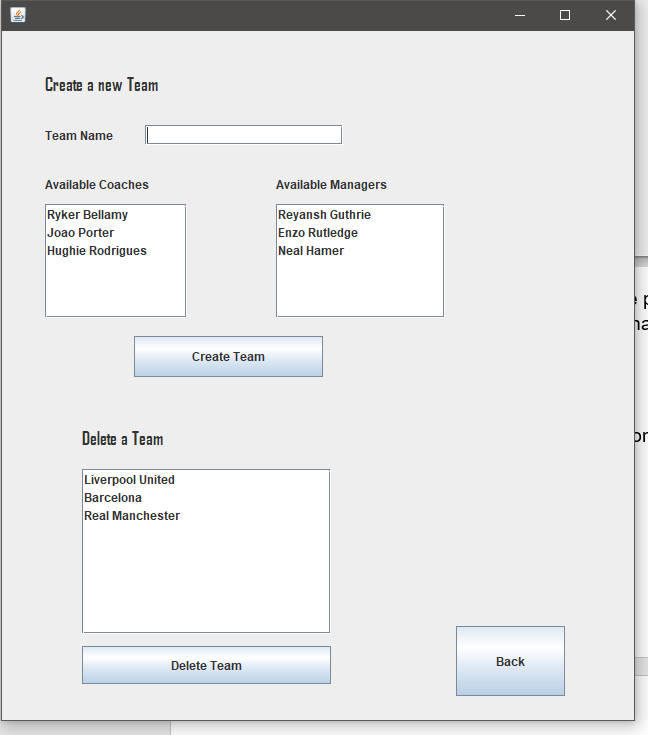 Create a new Team
Team Name
Available Coaches
Available Managers
Ryker Bellamy
Joao Porter
Hughie Rodrigues
Reyansh Guthrie
Enzo Rutledge
Neal Hamer
Create Team
Delete a Team
Liverpool United
Barcelona
Real Manchester
Delete Team
Back